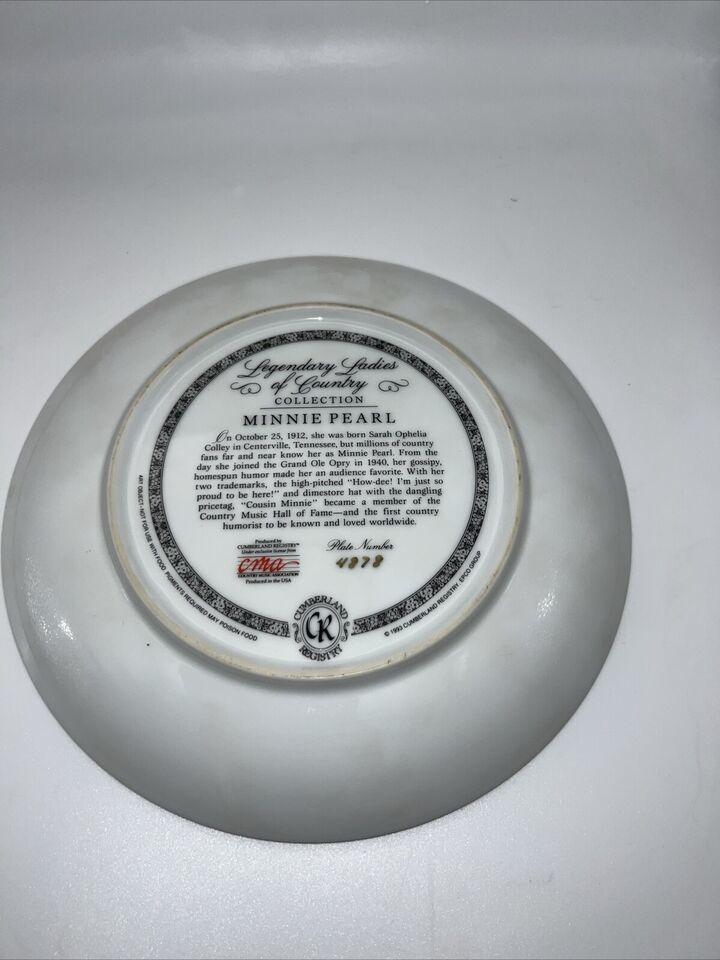 Legendary Ladies
of Country
COLLECTION
MINNIE PEARL
On October 25, 1912, she was born Sarah Ophelia
Colley in Centerville, Tennessee, but millions of country
fans far and near know her as Minnie Pearl. From the
day she joined the Grand Ole Opry in 1940, her gossipy,
homespun humor made her an audience favorite. With her
two trademarks, the high-pitched "How-dee! I'm just so
proud to be here!" and dimestore hat with the dangling
pricetag, "Cousin Minnie" became a member of the
Country Music Hall of Fame—and the first country
humorist to be known and loved worldwide.
Produced by
CUMBERLAND REGISTRY™
Under exclusive license from
cma
COUNTRY MUSIC ASSOCIATION
Produced in the USA
Plate Number
4878
ART OBJECT - NOT FOR USE WITH FOOD PIGMENTS REQUIRED MAY POISON FOOD
CUMBERLAND
CR
REGISTRY
© 1993 CUMBERLAND REGISTRY, EPCO GROUP